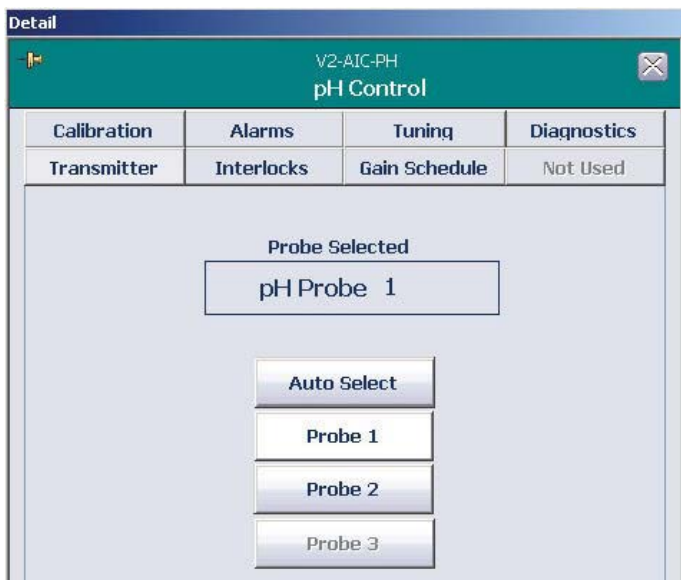 Detail
V2-AIC-PH
pH Control
Calibration Alarms Tuning Diagnostics
Transmitter Interlocks Gain Schedule Not Used
Probe Selected
pH Probe 1
Auto Select
Probe 1
Probe 2
Probe 3